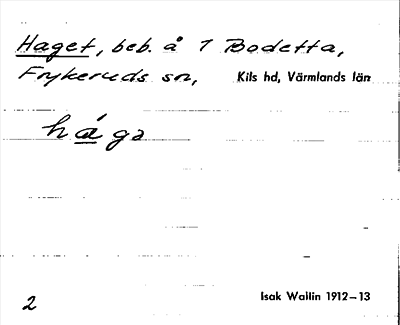 Haget, beb. å 1 Bodetta,
Frykeruds sn, Kils hd, Värmlands län
hága
2
Isak Wallin 1912–13